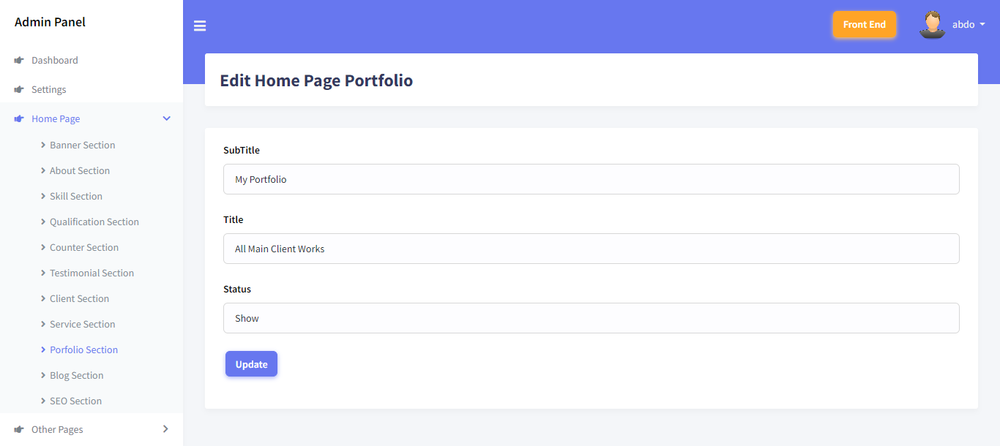 Admin Panel
Dashboard
Settings
Home Page
Banner Section
About Section
Skill Section
Qualification Section
Counter Section
Testimonial Section
Client Section
Service Section
Porfolio Section
Blog Section
SEO Section
Other Pages
Front End
abdo
Edit Home Page Portfolio
SubTitle
My Portfolio
Title
All Main Client Works
Status
Show
Update